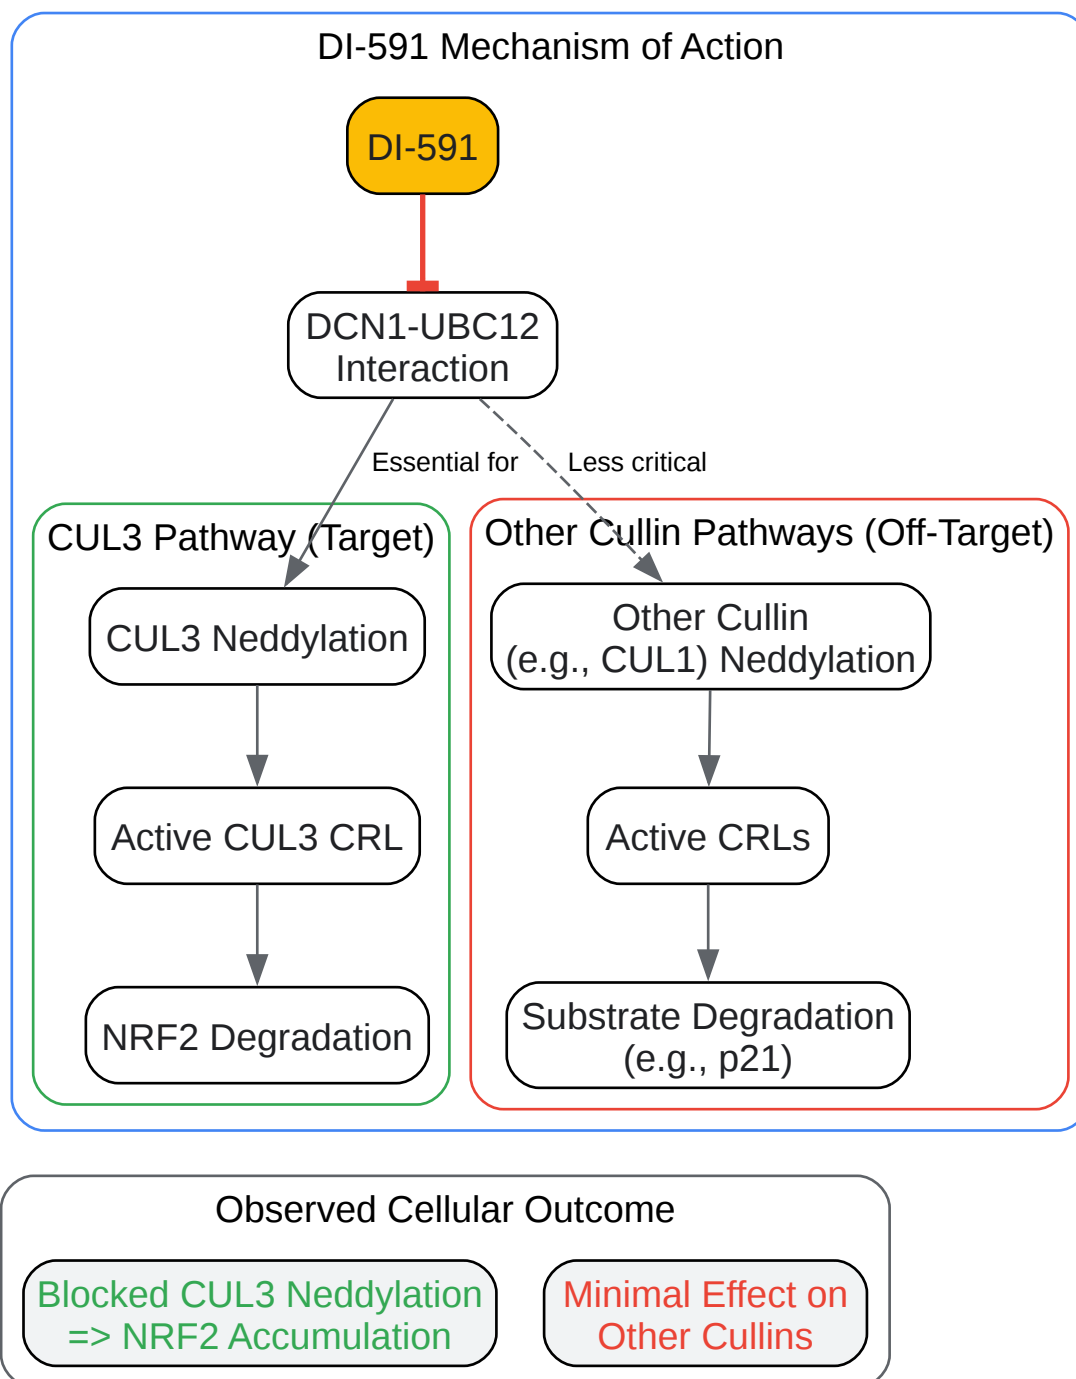 DI-591 Mechanism of Action
DI-591
DCN1-UBC12
Interaction
Essential for
Less critical
CUL3 Pathway (Target)
CUL3 Neddylation
Active CUL3 CRL
NRF2 Degradation
Other Cullin Pathways (Off-Target)
Other Cullin
(e.g., CUL1) Neddylation
Active CRLs
Substrate Degradation
(e.g., p21)
Observed Cellular Outcome
Blocked CUL3 Neddylation
=> NRF2 Accumulation
Minimal Effect on
Other Cullins